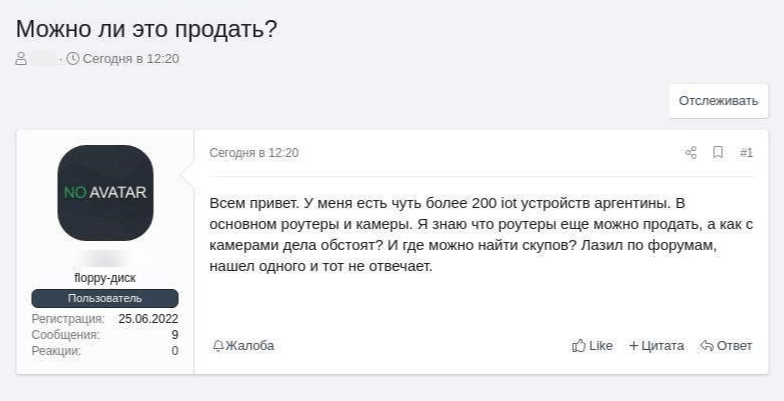 Можно ли это продать?
· Сегодня в 12:20
Отслеживать
NO AVATAR
floppy-диск
Пользователь
Регистрация: 25.06.2022
Сообщения: 9
Реакции: 0
Сегодня в 12:20
#1
Всем привет. У меня есть чуть более 200 iot устройств аргентины. В
основном роутеры и камеры. Я знаю что роутеры еще можно продать, а как с
камерами дела обстоят? И где можно найти скупов? Лазил по форумам,
нашел одного и тот не отвечает.
Жалоба
Like
+ Цитата
Ответ